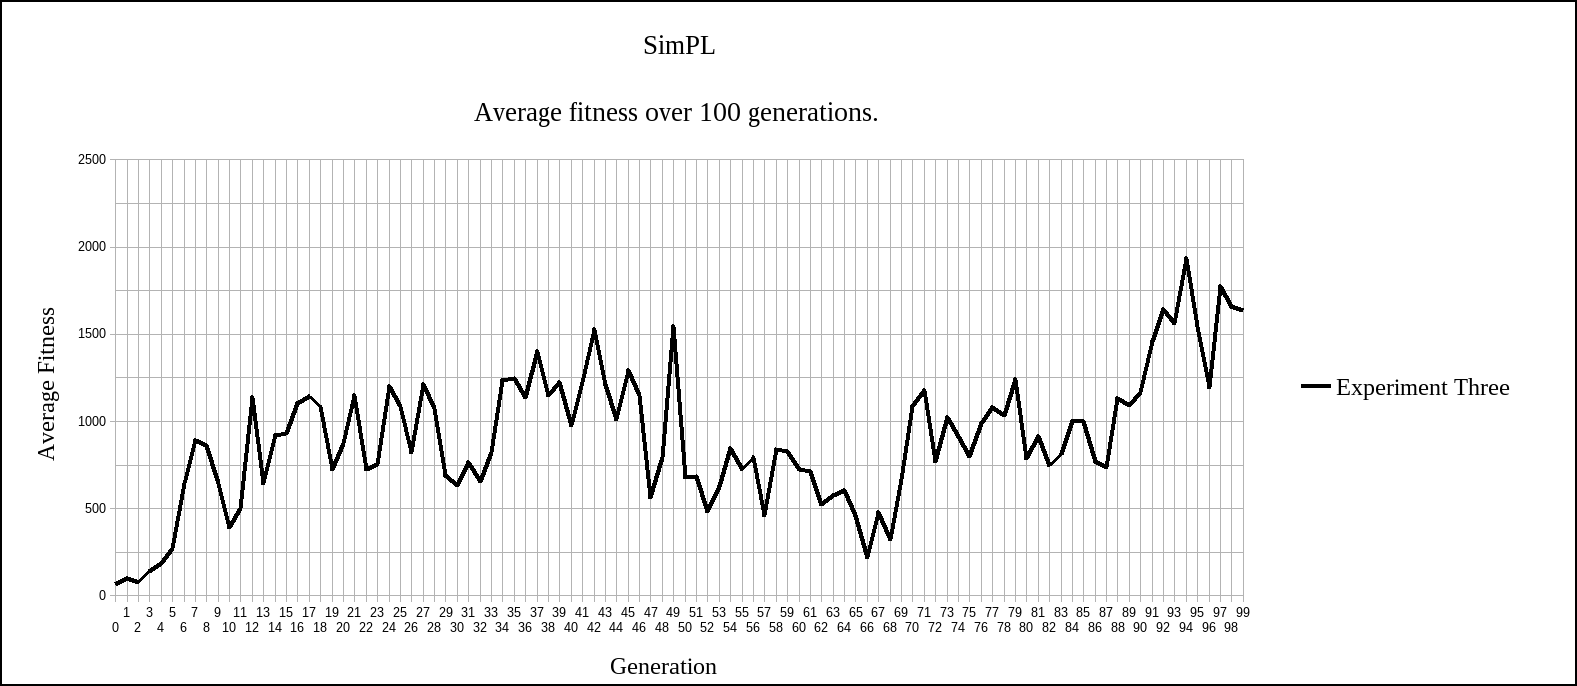 SimPL
Average fitness over 100 generations.
2500
2000
1500
1000
500
0
Average Fitness
1 3 5 7 9 11 13 15 17 19 21 23 25 27 29 31 33 35 37 39 41 43 45 47 49 51 53 55 57 59 61 63 65 67 69 71 73 75 77 79 81 83 85 87 89 91 93 95 97 99
0 2 4 6 8 10 12 14 16 18 20 22 24 26 28 30 32 34 36 38 40 42 44 46 48 50 52 54 56 58 60 62 64 66 68 70 72 74 76 78 80 82 84 86 88 90 92 94 96 98
Generation
Experiment Three